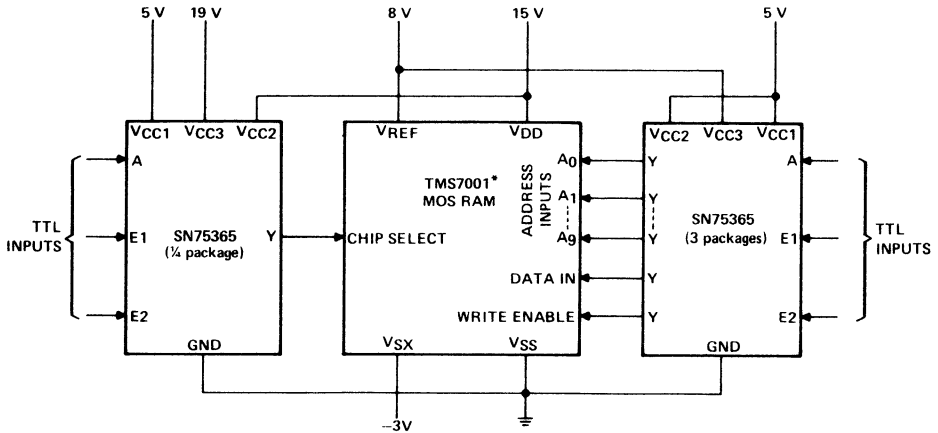 5 V 19 V 8 V 15 V 5 V
VCC1 VCC3 VCC2
VREF VDD
VCC2 VCC3 VCC1
A
E1
E2
TTL
INPUTS
SN75365
(¼ package)
Y
GND
TMS7001*
MOS RAM
CHIP SELECT
ADDRESS
INPUTS
A0
A1
A9
DATA IN
WRITE ENABLE
VSX VSS
–3V
Y
Y
Y
Y
Y
SN75365
(3 packages)
A
E1
E2
GND
TTL
INPUTS